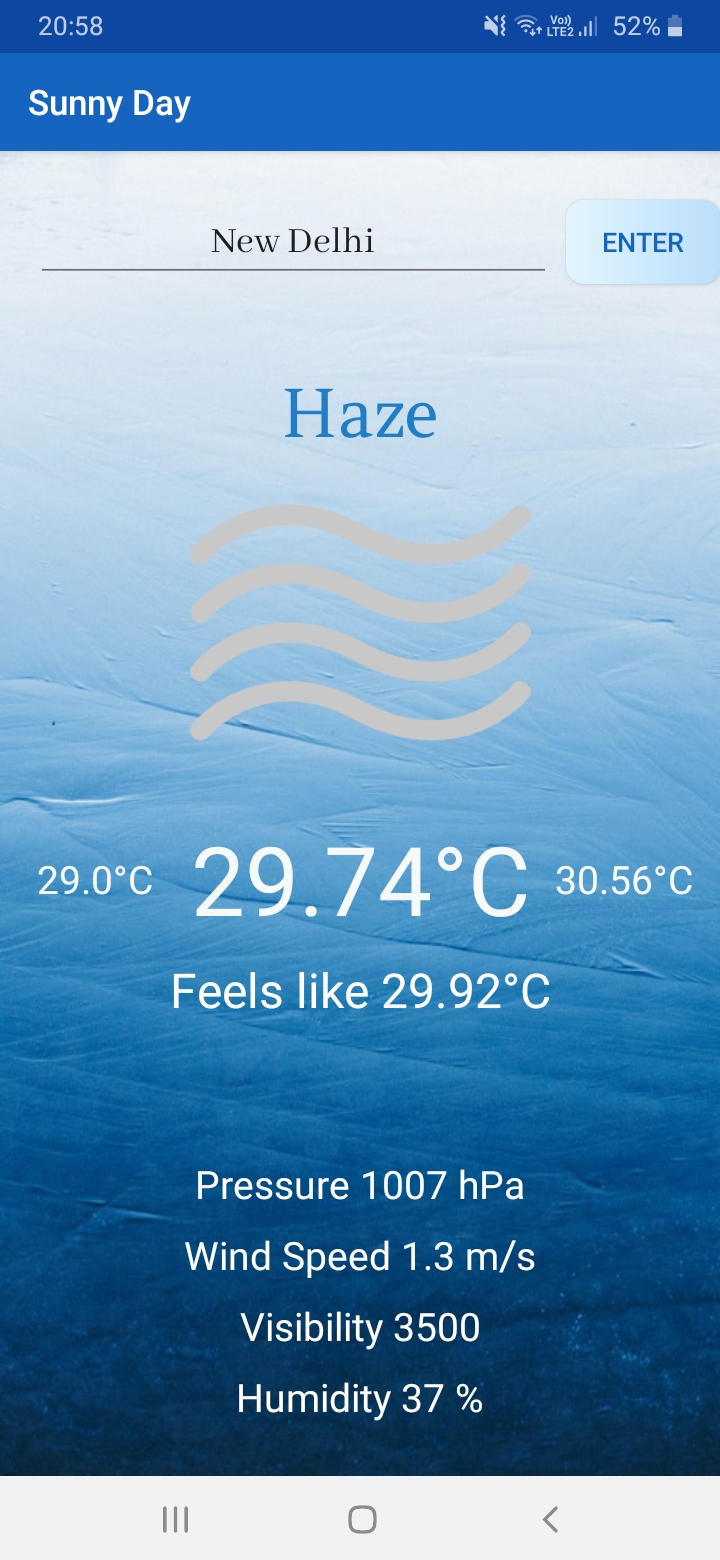 20:58
Vo)) LTE2 52%
Sunny Day
New Delhi
ENTER
Haze
29.0°C 29.74°C 30.56°C
Feels like 29.92°C
Pressure 1007 hPa
Wind Speed 1.3 m/s
Visibility 3500
Humidity 37 %